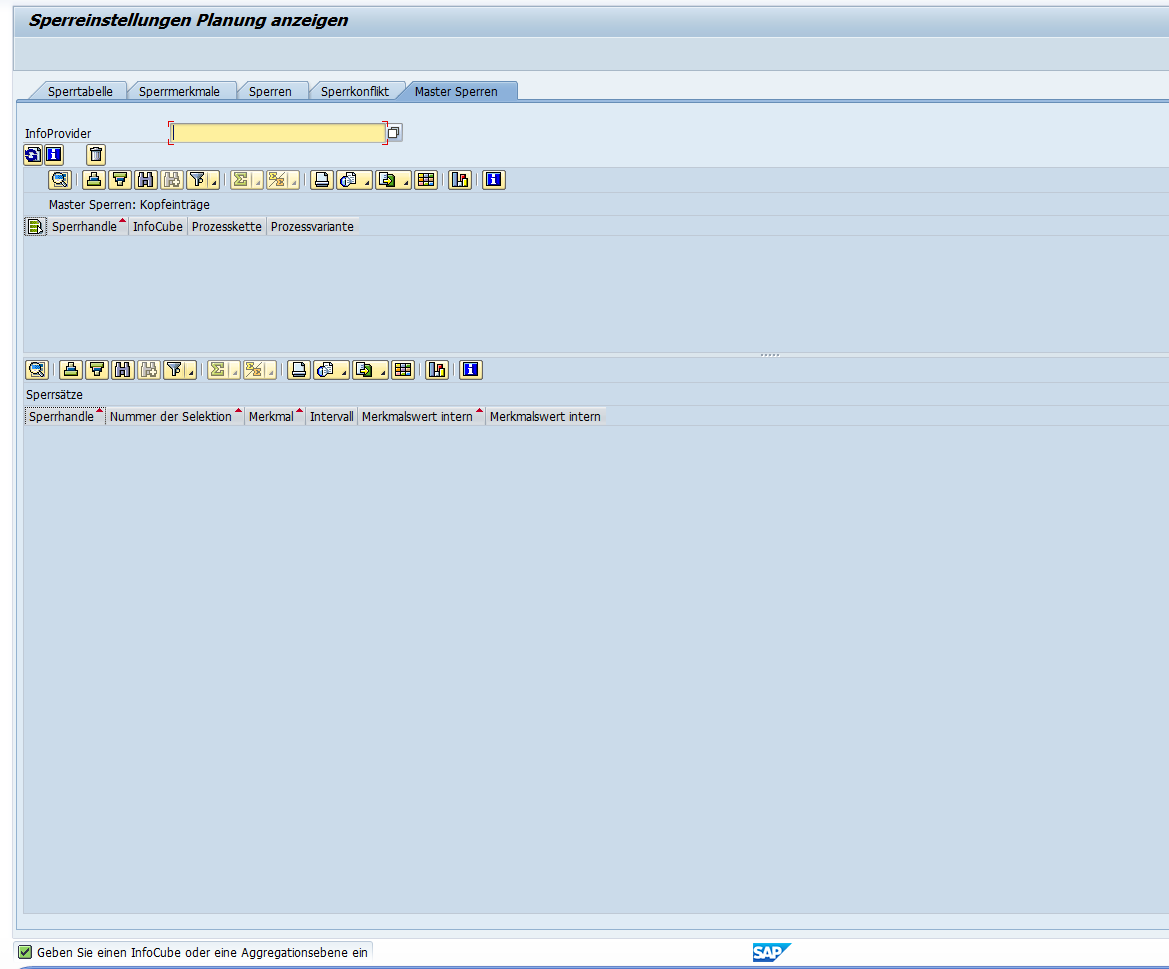 Sperreinstellungen Planung anzeigen
Sperrtabelle Sperrmerkmale Sperren Sperrkonflikt Master Sperren
InfoProvider
Master Sperren: Kopfeinträge
Sperrhandle InfoCube Prozesskette Prozessvariante
Sperrsätze
Sperrhandle Nummer der Selektion Merkmal Intervall Merkmalswert intern Merkmalswert intern
Geben Sie einen InfoCube oder eine Aggregationsebene ein
SAP